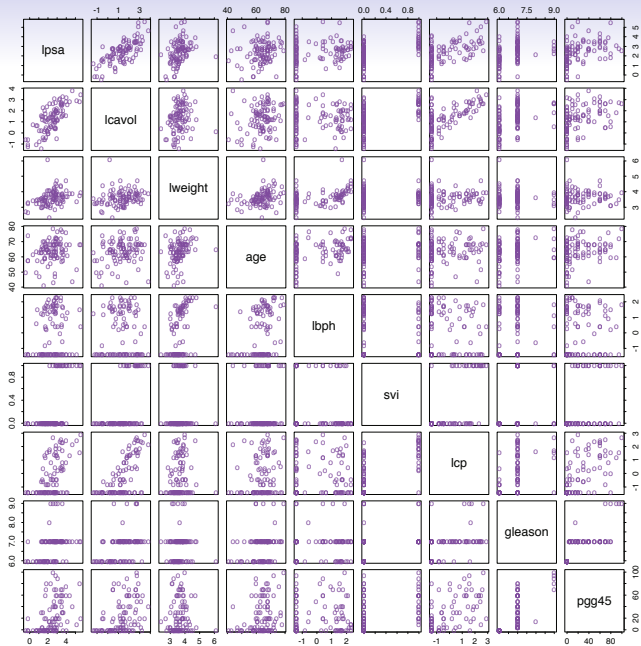 -1 1 3 40 60 80 0.0 0.4 0.8 6.0 7.5 9.0
lpsa
0 1 2 3 4 5
-1 0 1 2 3 4
lcavol
lweight
3 4 5 6
40 50 60 70 80
age
lbph
-1 0 1 2
0.0 0.4 0.8
svi
lcp
-1 0 1 2 3
6.0 7.0 8.0 9.0
gleason
pgg45
0 20 60 100
0 2 4 3 4 5 6 -1 0 1 2 -1 0 1 2 3 0 40 80